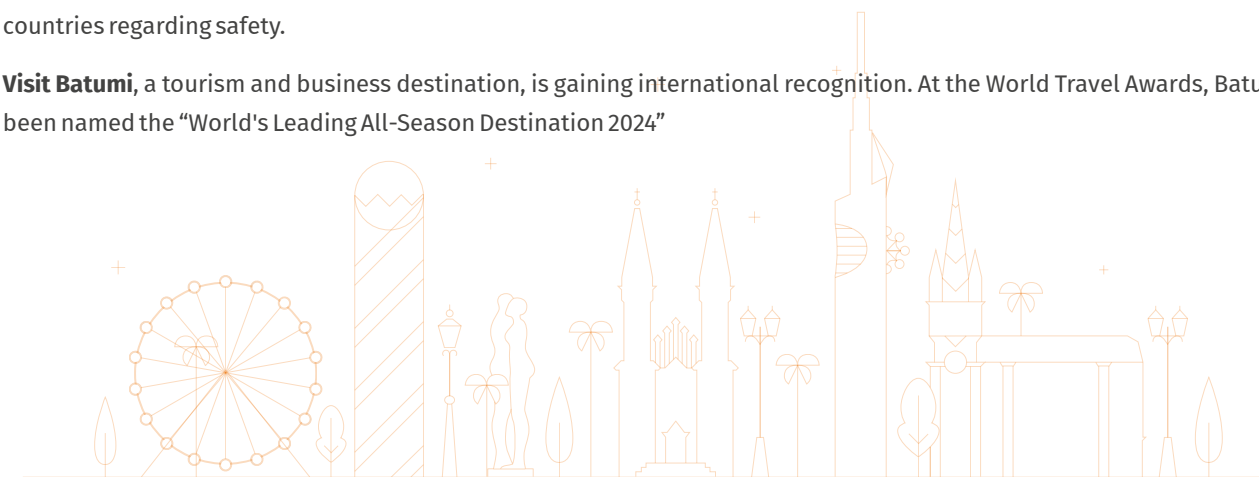 countries regarding safety.
Visit Batumi, a tourism and business destination, is gaining international recognition. At the World Travel Awards, Batu
been named the “World's Leading All-Season Destination 2024”